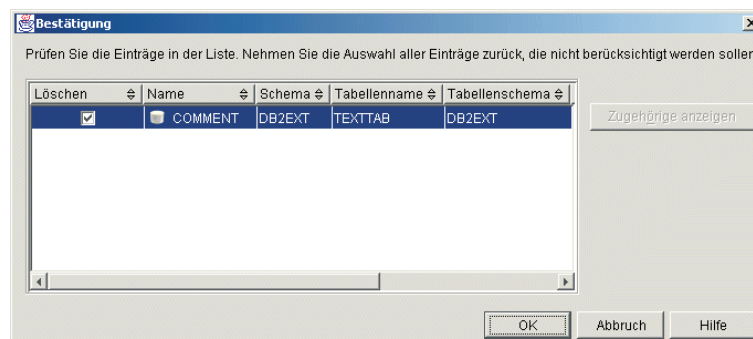 Bestätigung
Prüfen Sie die Einträge in der Liste. Nehmen Sie die Auswahl aller Einträge zurück, die nicht berücksichtigt werden
Löschen Name Schema Tabellenname Tabellenschema
COMMENT DB2EXT TEXTTAB DB2EXT
Zugehörige anzeigen
OK Abbruch Hilfe